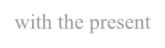 with the present